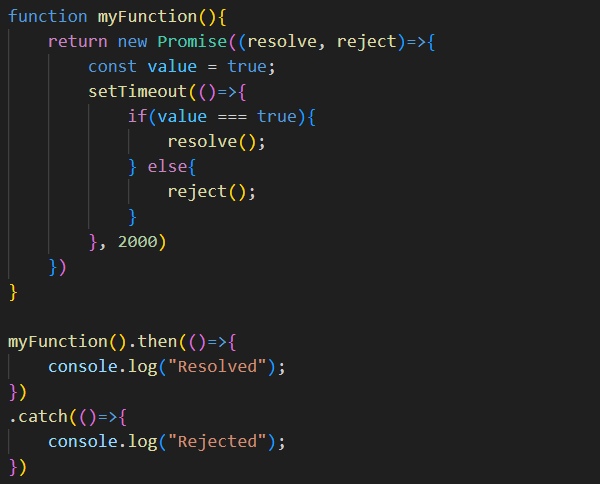 function myFunction(){
    return new Promise((resolve, reject)=>{
        const value = true;
        setTimeout(()=>{
            if(value === true){
                resolve();
            } else{
                reject();
            }
        }, 2000)
    })
}

myFunction().then(()=>{
    console.log("Resolved");
})
.catch(()=>{
    console.log("Rejected");
})